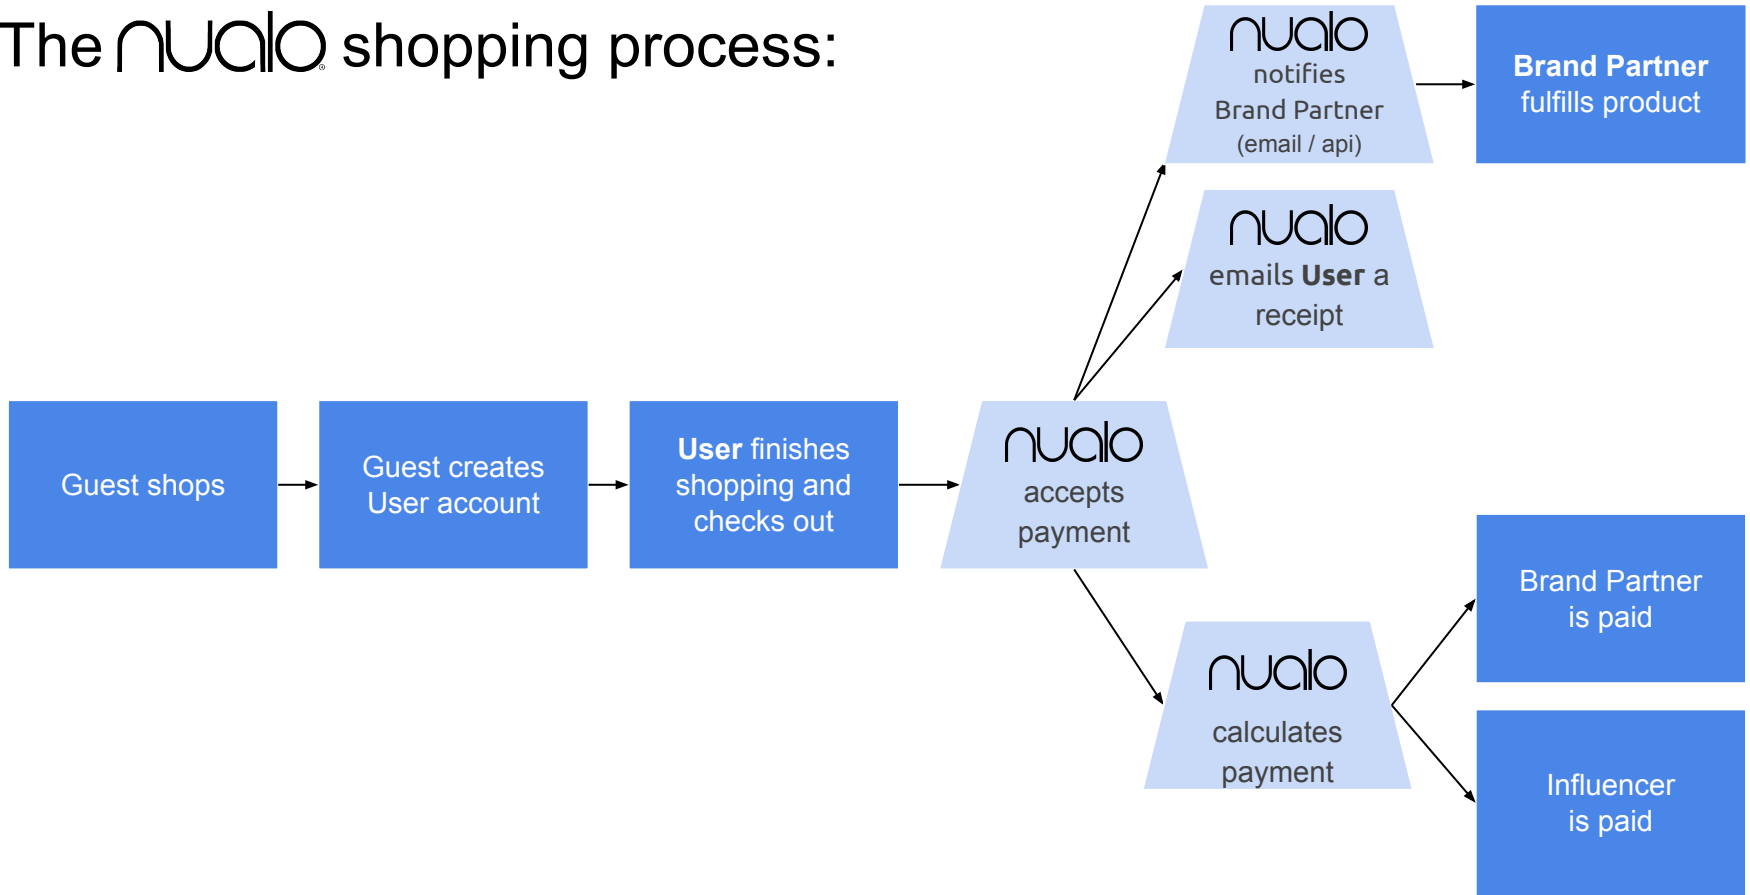 The nualo® shopping process:
nualo
notifies
Brand Partner
(email / api)
Brand Partner
fulfills product
nualo
emails User a
receipt
Guest shops
Guest creates
User account
User finishes
shopping and
checks out
nualo
accepts
payment
nualo
calculates
payment
Brand Partner
is paid
Influencer
is paid